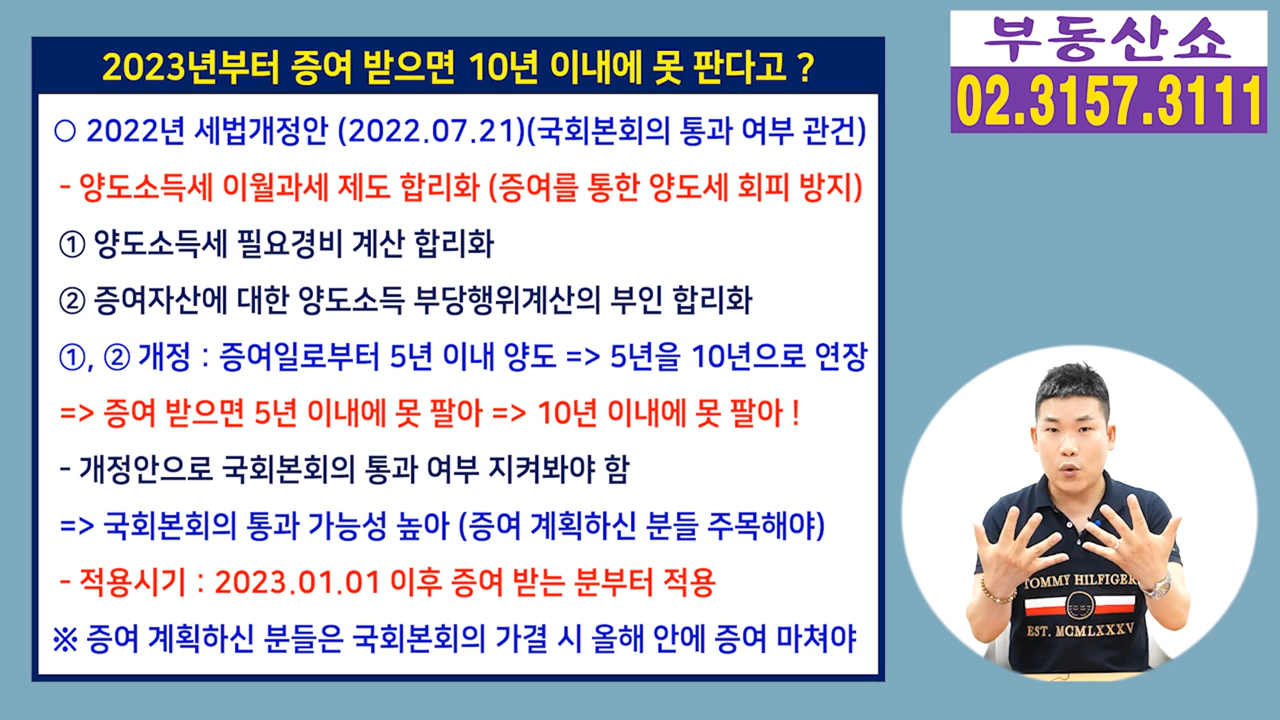 2023년부터 증여 받으면 10년 이내에 못 판다고 ?
○ 2022년 세법개정안 (2022.07.21)(국회본회의 통과 여부 관건)
- 양도소득세 이월과세 제도 합리화 (증여를 통한 양도세 회피 방지)
① 양도소득세 필요경비 계산 합리화
② 증여자산에 대한 양도소득 부당행위계산의 부인 합리화
①, ② 개정 : 증여일로부터 5년 이내 양도 => 5년을 10년으로 연장
=> 증여 받으면 5년 이내에 못 팔아 => 10년 이내에 못 팔아 !
- 개정안으로 국회본회의 통과 여부 지켜봐야 함
=> 국회본회의 통과 가능성 높아 (증여 계획하신 분들 주목해야)
- 적용시기 : 2023.01.01 이후 증여 받는 분부터 적용
※ 증여 계획하신 분들은 국회본회의 가결 시 올해 안에 증여 마쳐야
부동산쇼
02.3157.3111
TOMMY HILFIGER
EST. MCMLXXXV